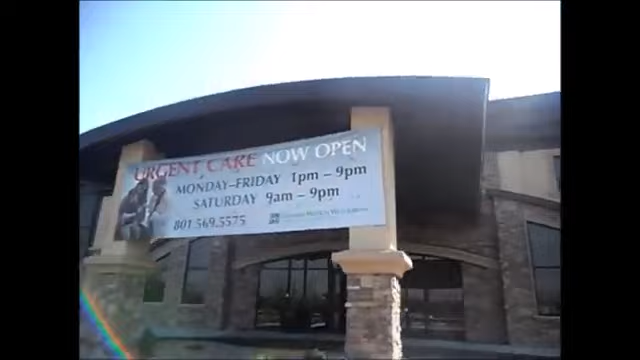 URGENT CARE NOW OPEN
MONDAY–FRIDAY 1pm – 9pm
SATURDAY 9am – 9pm
801.569.5575